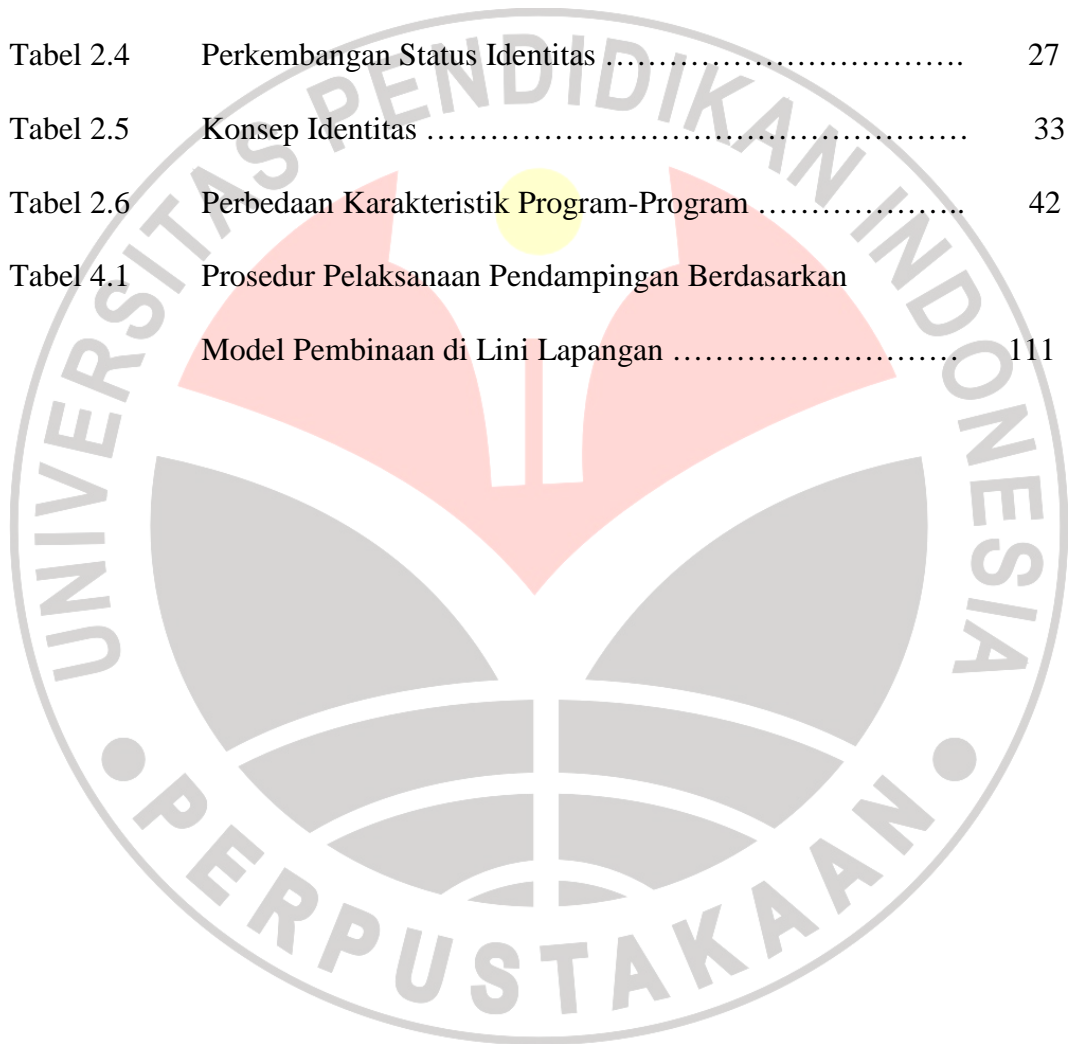 Tabel 2.4 Perkembangan Status Identitas ……………………………. 27
Tabel 2.5 Konsep Identitas …………………………………………… 33
Tabel 2.6 Perbedaan Karakteristik Program-Program ……………….. 42
Tabel 4.1 Prosedur Pelaksanaan Pendampingan Berdasarkan
Model Pembinaan di Lini Lapangan ……………………… 111
UNIVERSITAS PENDIDIKAN INDONESIA
PERPUSTAKAAN